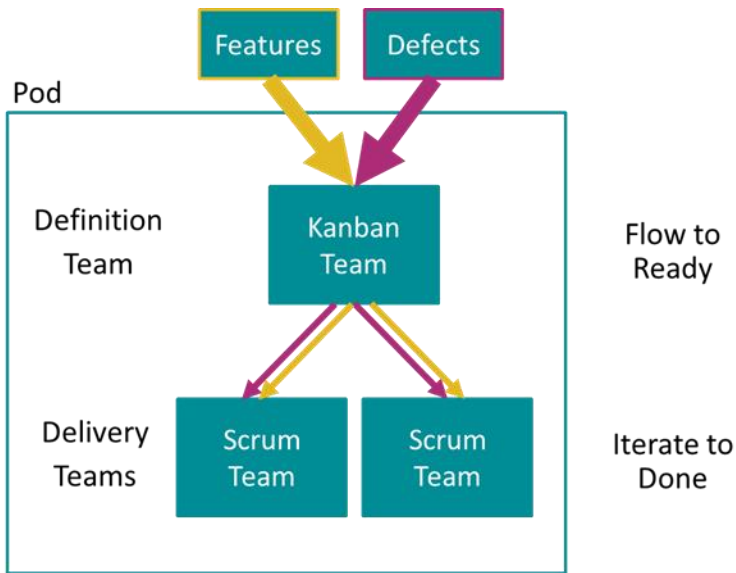 Features
Defects
Pod
Definition
Team
Kanban
Team
Flow to
Ready
Delivery
Teams
Scrum
Team
Scrum
Team
Iterate to
Done